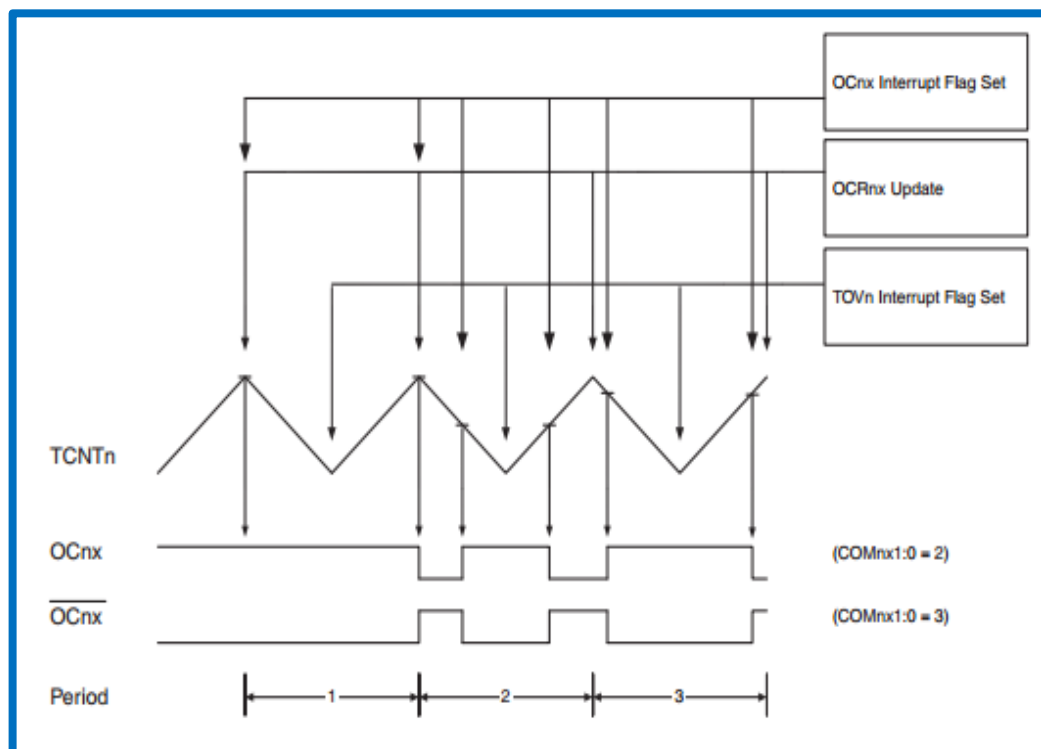 OCnx Interrupt Flag Set
OCRnx Update
TOVn Interrupt Flag Set
TCNTn
OCnx
(COMnx1:0 = 2)
OCnx
(COMnx1:0 = 3)
Period
1
2
3